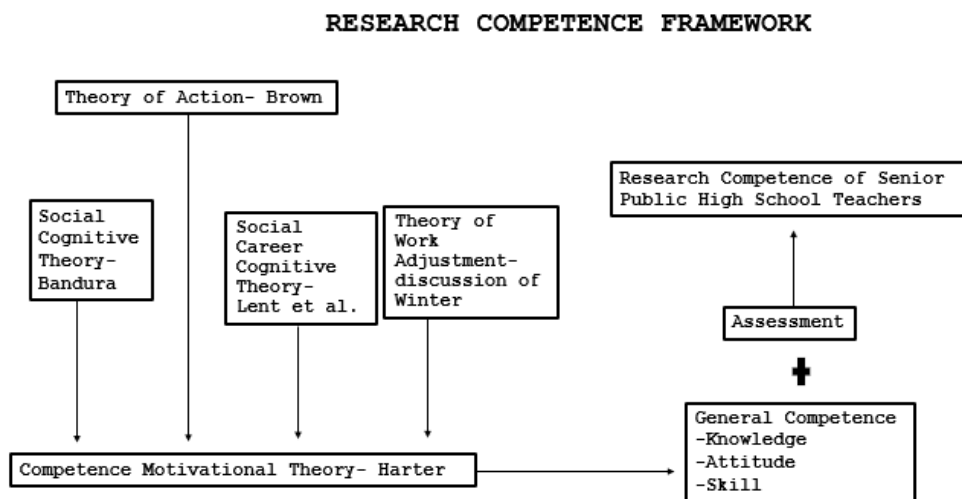 RESEARCH COMPETENCE FRAMEWORK
Theory of Action- Brown
Social
Cognitive
Theory-
Bandura
Social
Career
Cognitive
Theory-
Lent et al.
Theory of
Work
Adjustment-
discussion of
Winter
Research Competence of Senior
Public High School Teachers
Assessment
General Competence
-Knowledge
-Attitude
-Skill
Competence Motivational Theory- Harter